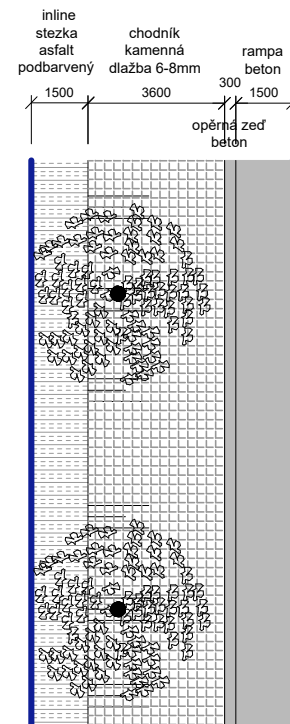 inline
stezka
asfalt
podbarvený
chodník
kamenná
dlažba 6-8mm
rampa
beton
1500
3600
300
1500
opěrná zeď
beton